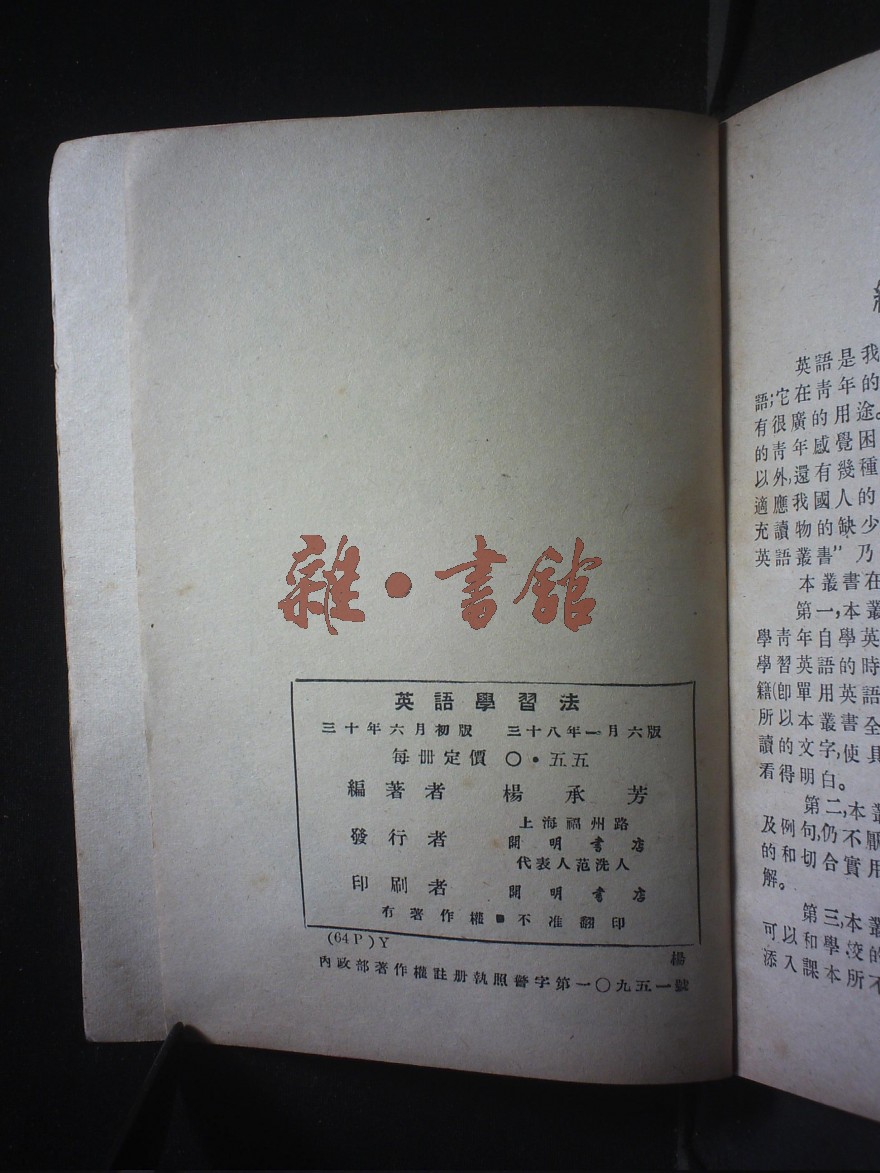 雜•書館
英語學習法
三十年六月初版 三十八年一月六版
每册定價 〇•五五
編著者 楊承芳
發行者 上海福州路
開明書店
代表人范洗人
印刷者 開明書店
有著作權■不准翻印
(64P)Y 楊
內政部著作權註册執照警字第一〇九五一號
英語是我
語;它在靑年的
有很廣的用途。
的靑年感覺困
以外,還有幾種
適應我國人的
充讀物的缺少
英語叢書”乃
本叢書在
第一,本叢
學靑年自學英
學習英語的時
籍(卽單用英語
所以本叢書全
讀的文字,使具
看得明白。
第二,本叢
及例句,仍不厭
的和切合實用
解。
第三,本叢
可以和學校的
添入課本所不